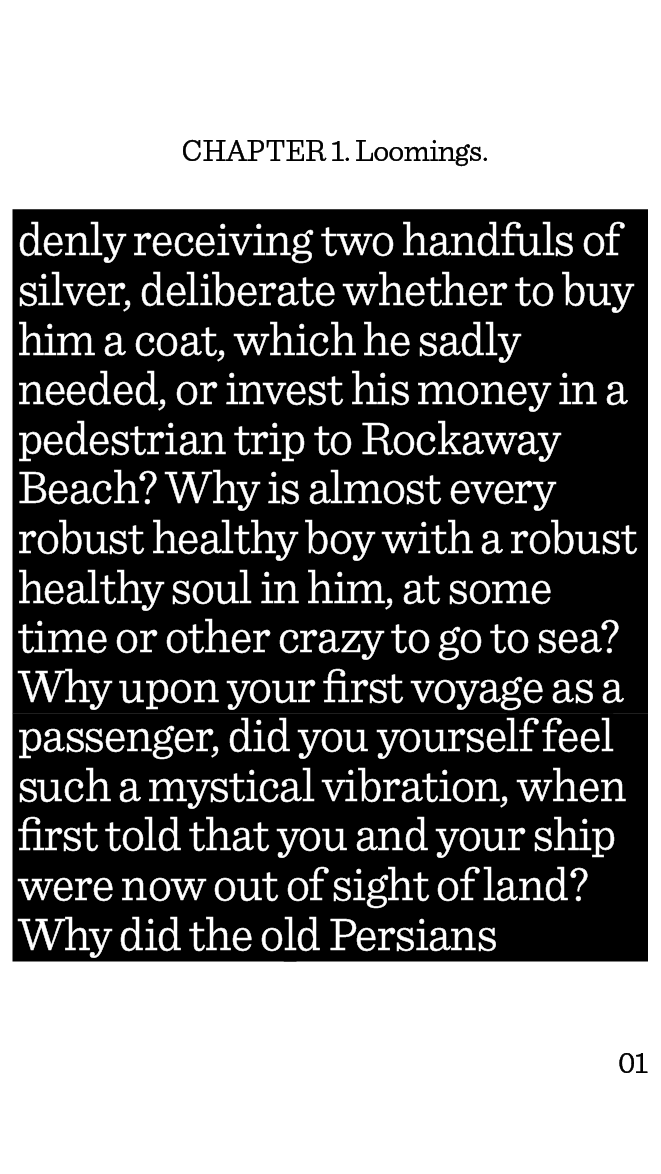 CHAPTER 1. Loomings.
denly receiving two handfuls of
silver, deliberate whether to buy
him a coat, which he sadly
needed, or invest his money in a
pedestrian trip to Rockaway
Beach? Why is almost every
robust healthy boy with a robust
healthy soul in him, at some
time or other crazy to go to sea?
Why upon your first voyage as a
passenger, did you yourself feel
such a mystical vibration, when
first told that you and your ship
were now out of sight of land?
Why did the old Persians
01